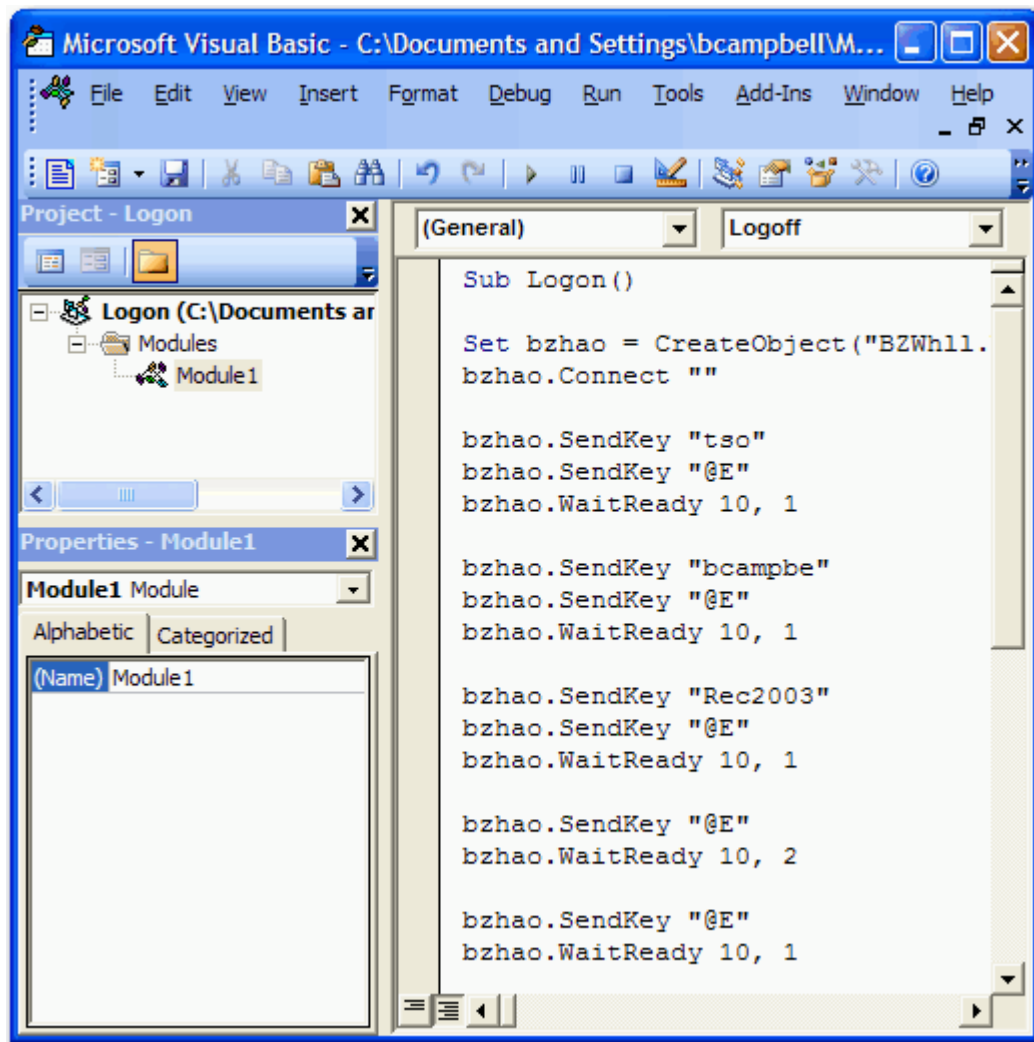 Microsoft Visual Basic - C:\Documents and Settings\bcampbell\M...
File Edit View Insert Format Debug Run Tools Add-Ins Window Help
Project - Logon
Logon (C:\Documents ar
Modules
Module1
Properties - Module1
Module1 Module
Alphabetic Categorized
(Name) Module1
(General) Logoff
Sub Logon()
Set bzhao = CreateObject("BZWhll.
bzhao.Connect ""
bzhao.SendKey "tso"
bzhao.SendKey "@E"
bzhao.WaitReady 10, 1
bzhao.SendKey "bcampbe"
bzhao.SendKey "@E"
bzhao.WaitReady 10, 1
bzhao.SendKey "Rec2003"
bzhao.SendKey "@E"
bzhao.WaitReady 10, 1
bzhao.SendKey "@E"
bzhao.WaitReady 10, 2
bzhao.SendKey "@E"
bzhao.WaitReady 10, 1